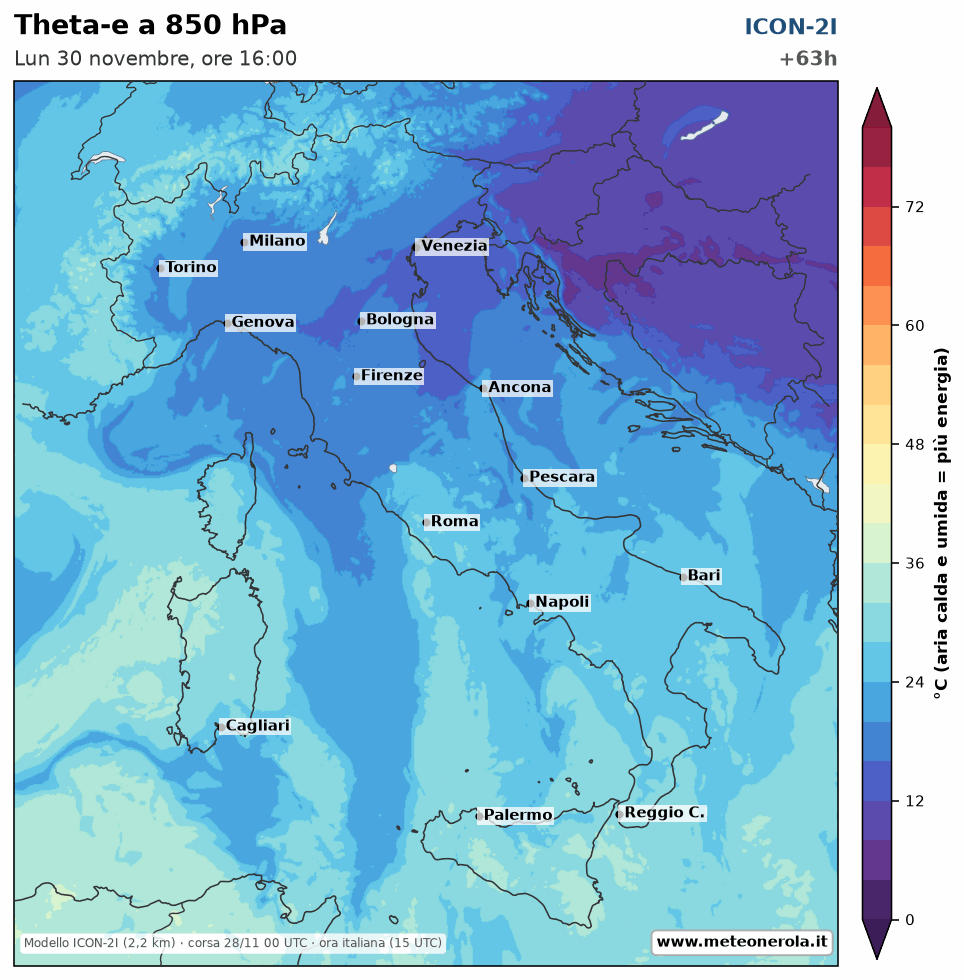 Theta-e a 850 hPa
ICON-2I
Lun 30 novembre, ore 16:00
+63h
Milano
Venezia
Torino
Genova
Bologna
Firenze
Ancona
Pescara
Roma
Bari
Napoli
Cagliari
Palermo
Reggio C.
72
60
48
36
24
12
0
°C (aria calda e umida = più energia)
Modello ICON-2I (2,2 km) · corsa 28/11 00 UTC · ora italiana (15 UTC)
www.meteonerola.it